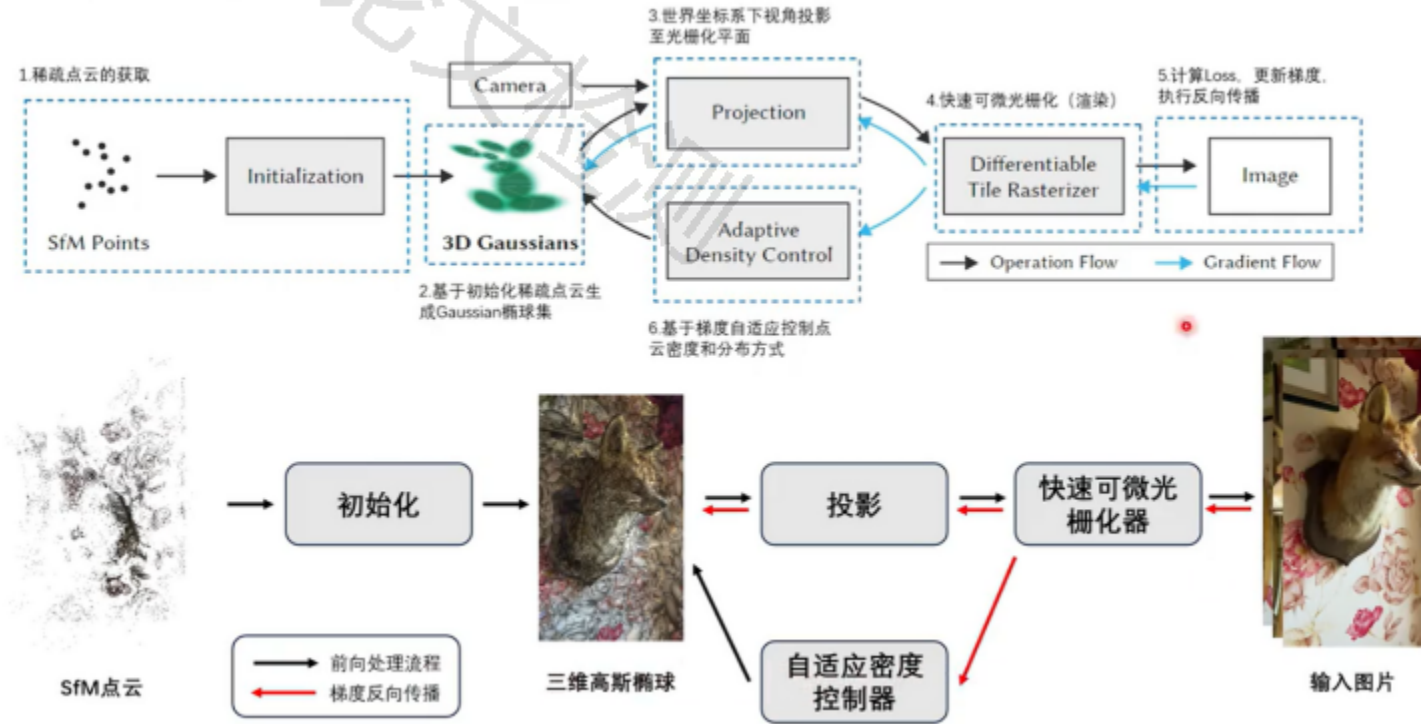 3.世界坐标系下视角投影
至光栅化平面
1.稀疏点云的获取
Camera
Projection
4.快速可微光栅化（渲染）
5.计算Loss，更新梯度，
执行反向传播
SfM Points
Initialization
3D Gaussians
Adaptive
Density Control
Differentiable
Tile Rasterizer
Image
Operation Flow
Gradient Flow
2.基于初始化稀疏点云生
成Gaussian椭球集
6.基于梯度自适应控制点
云密度和分布方式
论文检测
初始化
投影
快速可微光
栅化器
前向处理流程
梯度反向传播
自适应密度
控制器
SfM点云
三维高斯椭球
输入图片